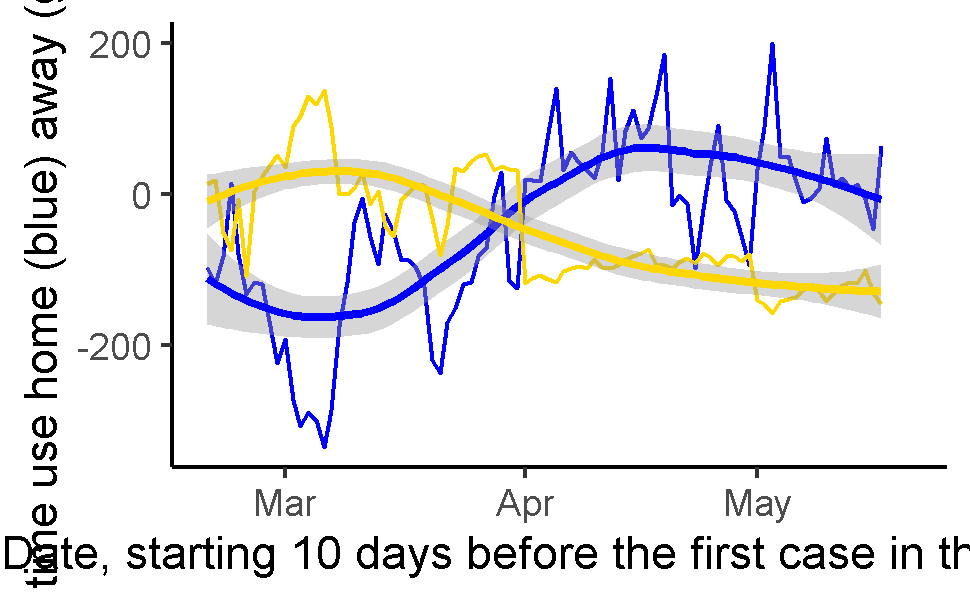 time use home (blue) away (
200
0
-200
Mar Apr May
Date, starting 10 days before the first case in th